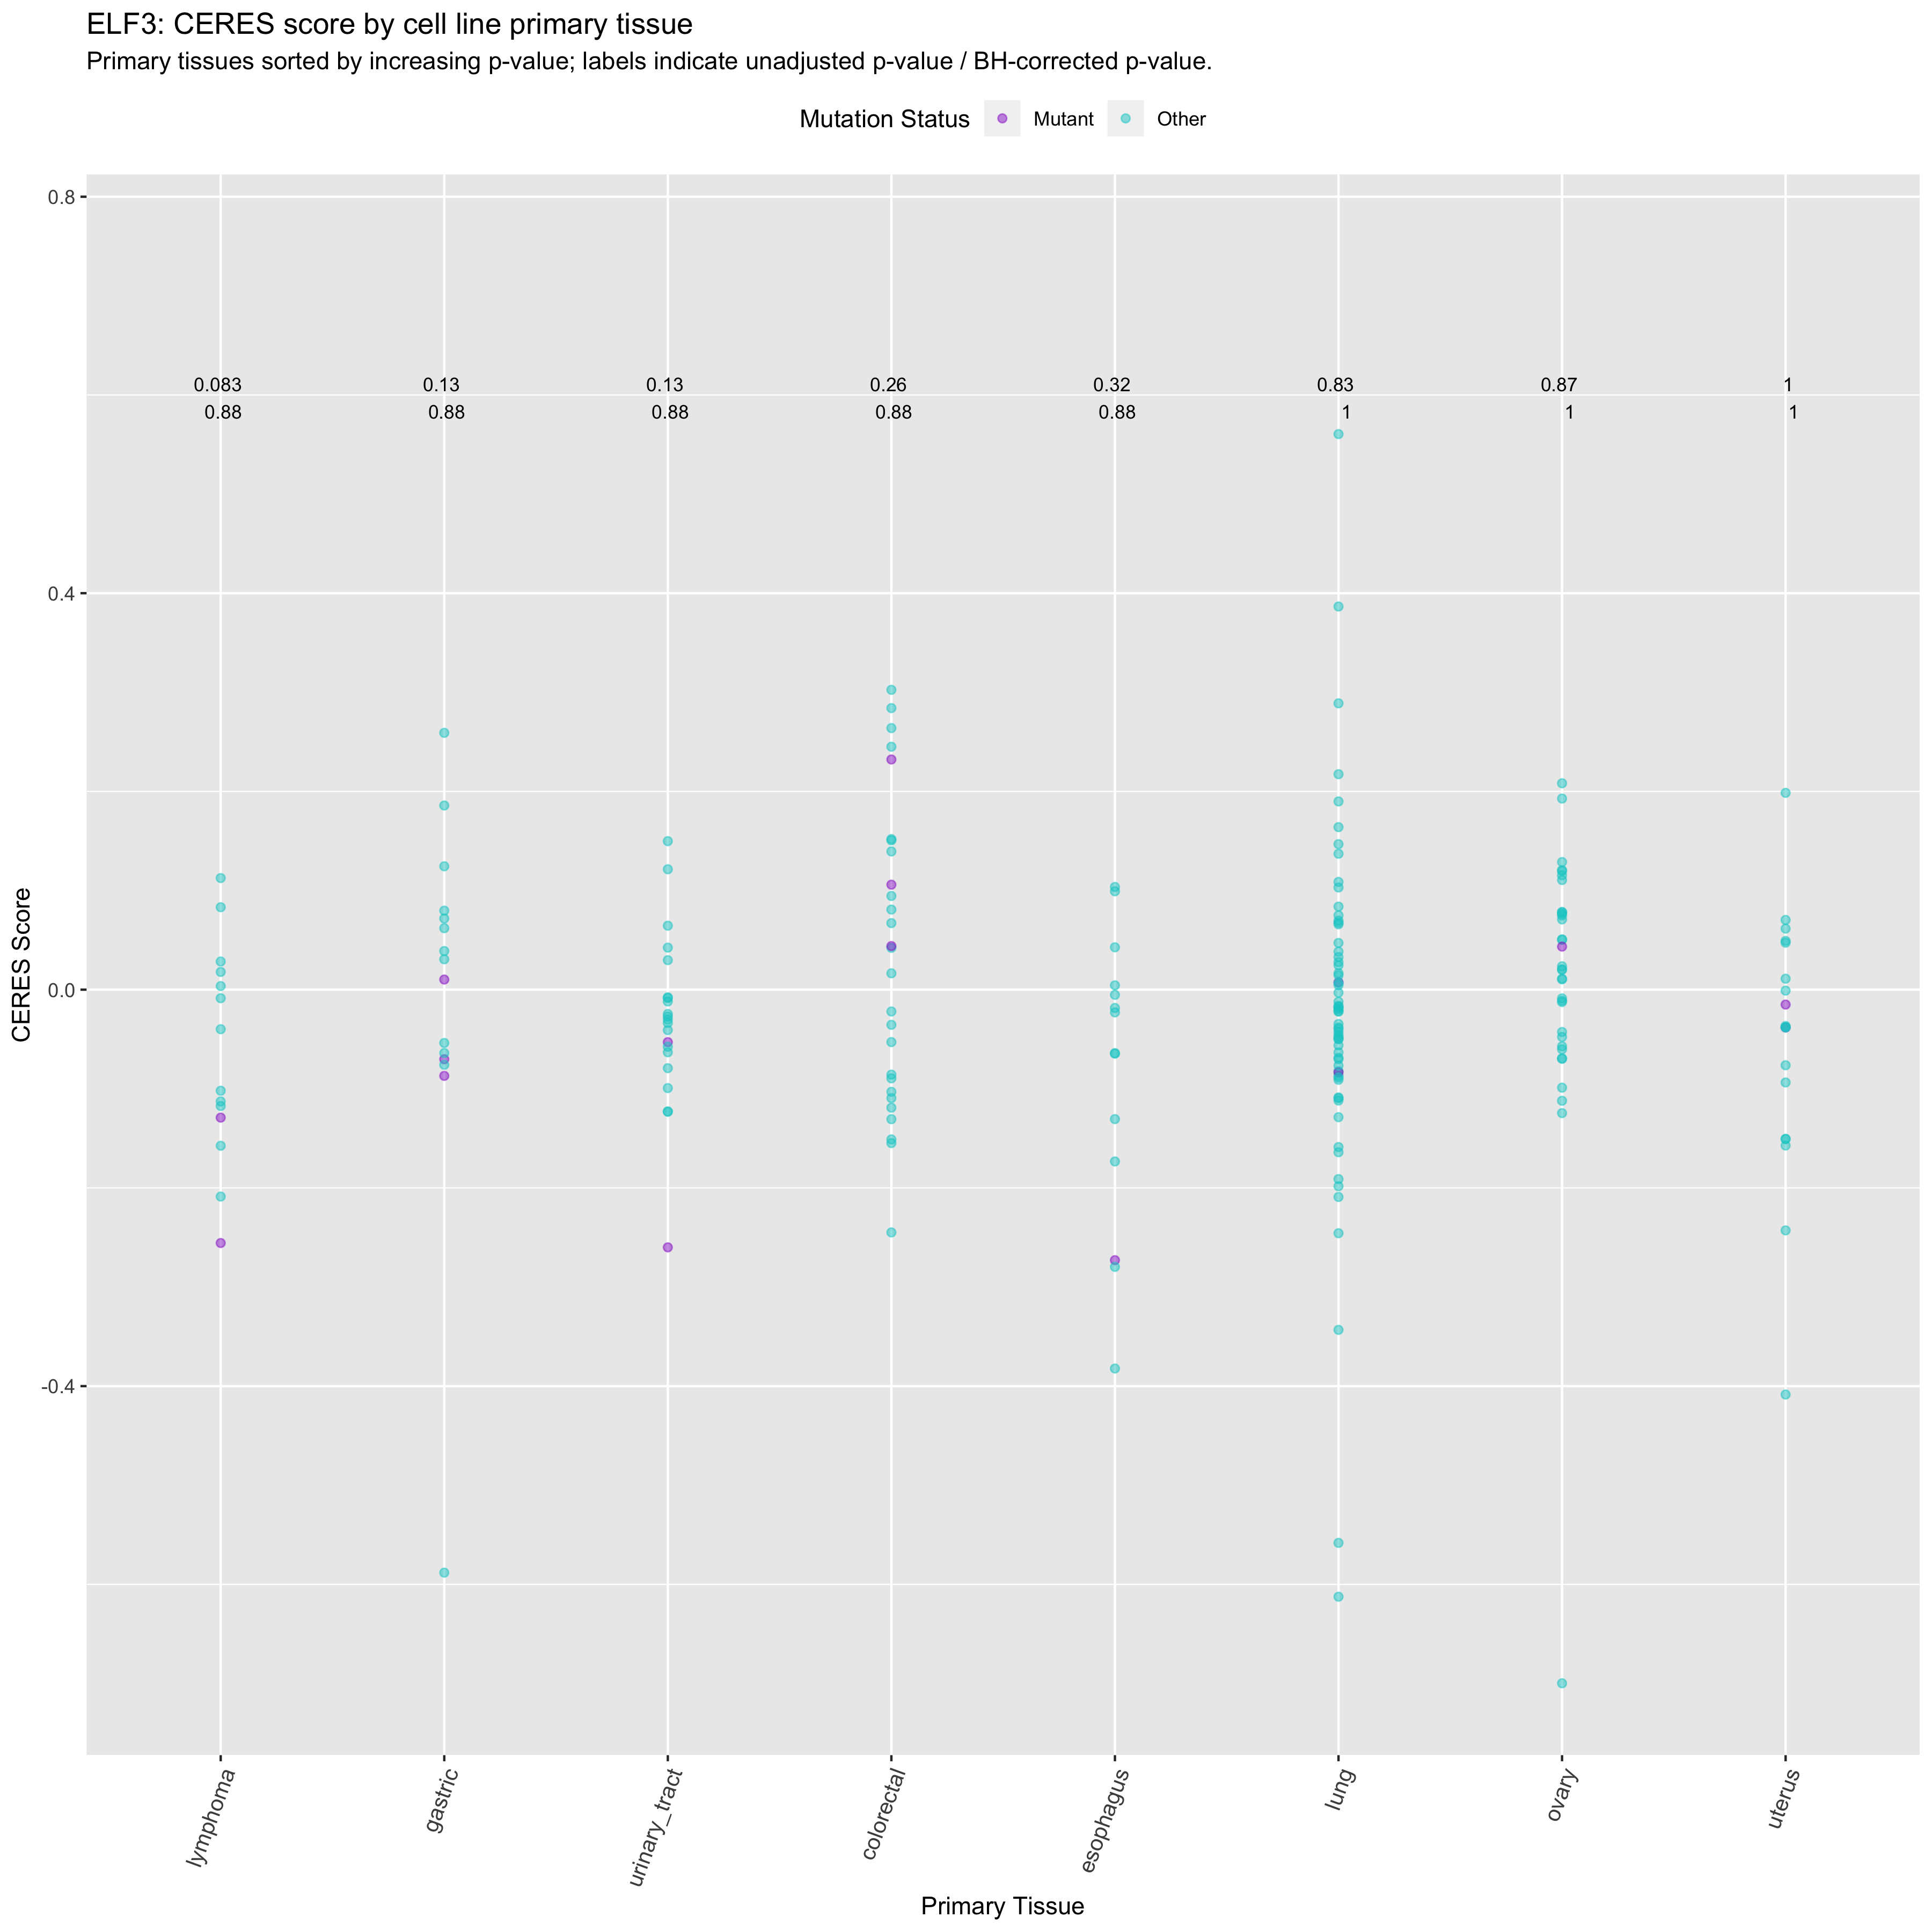 ELF3: CERES score by cell line primary tissue
Primary tissues sorted by increasing p-value; labels indicate unadjusted p-value / BH-corrected p-value.
Mutation Status Mutant Other
0.8
0.083 0.13 0.13 0.26 0.32 0.83 0.87 1
0.88 0.88 0.88 0.88 0.88 1 1 1
0.4
0.0
-0.4
CERES Score
lymphoma gastric urinary_tract colorectal esophagus lung ovary uterus
Primary Tissue